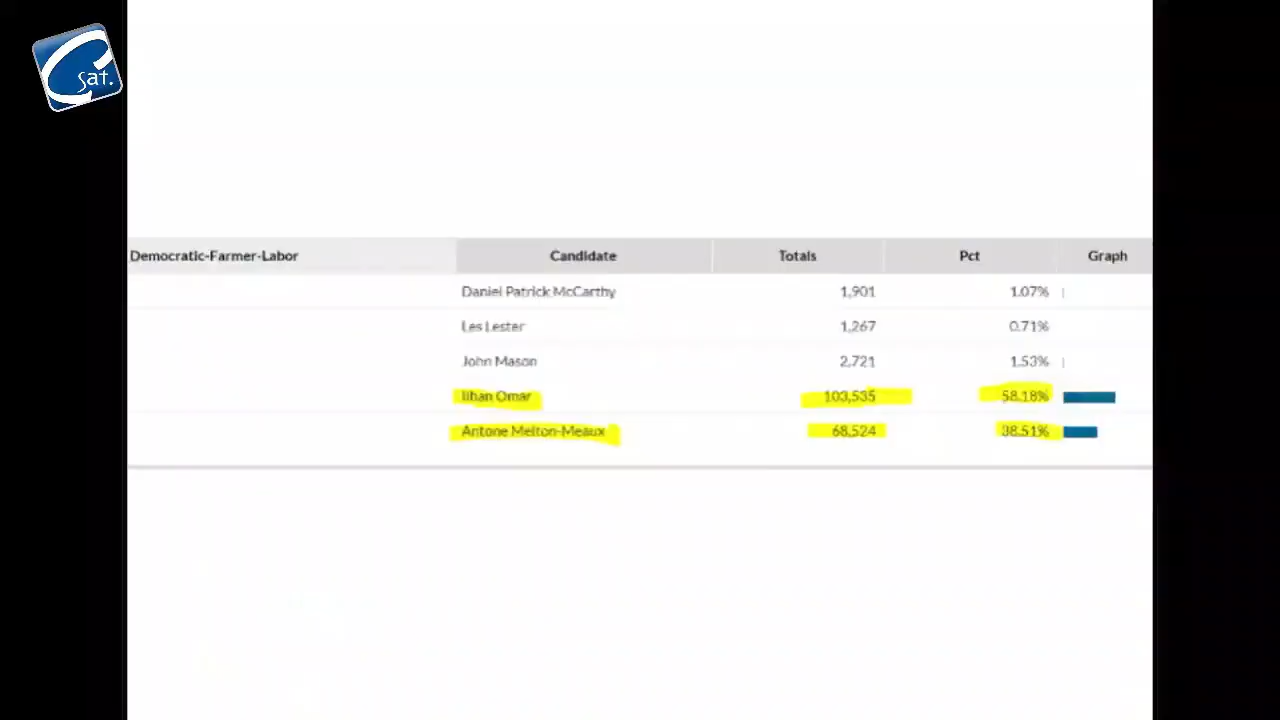 sat.
Democratic-Farmer-Labor Candidate Totals Pct Graph
Daniel Patrick McCarthy 1,901 1.07%
Les Lester 1,267 0.71%
John Mason 2,721 1.53%
Ilhan Omar 103,535 58.18%
Antone Melton-Meaux 68,524 38.51%